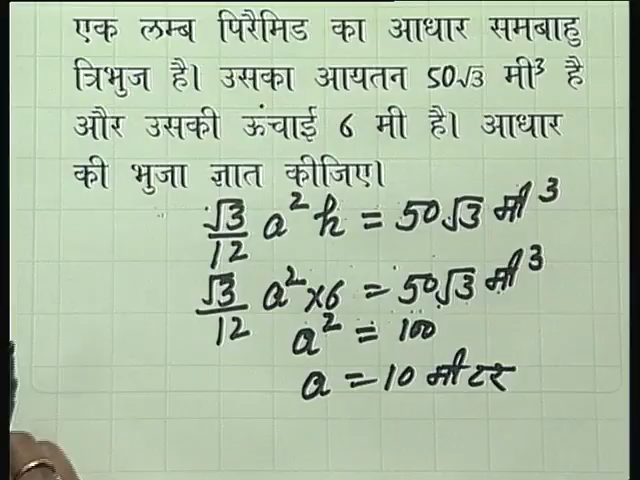 एक लम्ब पिरैमिड का आधार समबाहु
त्रिभुज है। उसका आयतन 50√3 मी³ है
और उसकी ऊंचाई 6 मी है। आधार
की भुजा ज्ञात कीजिए।
√3/12 a² h = 50√3 मी³
√3/12 a² ×6 = 50√3 मी³
a² = 100
a = 10 मीटर